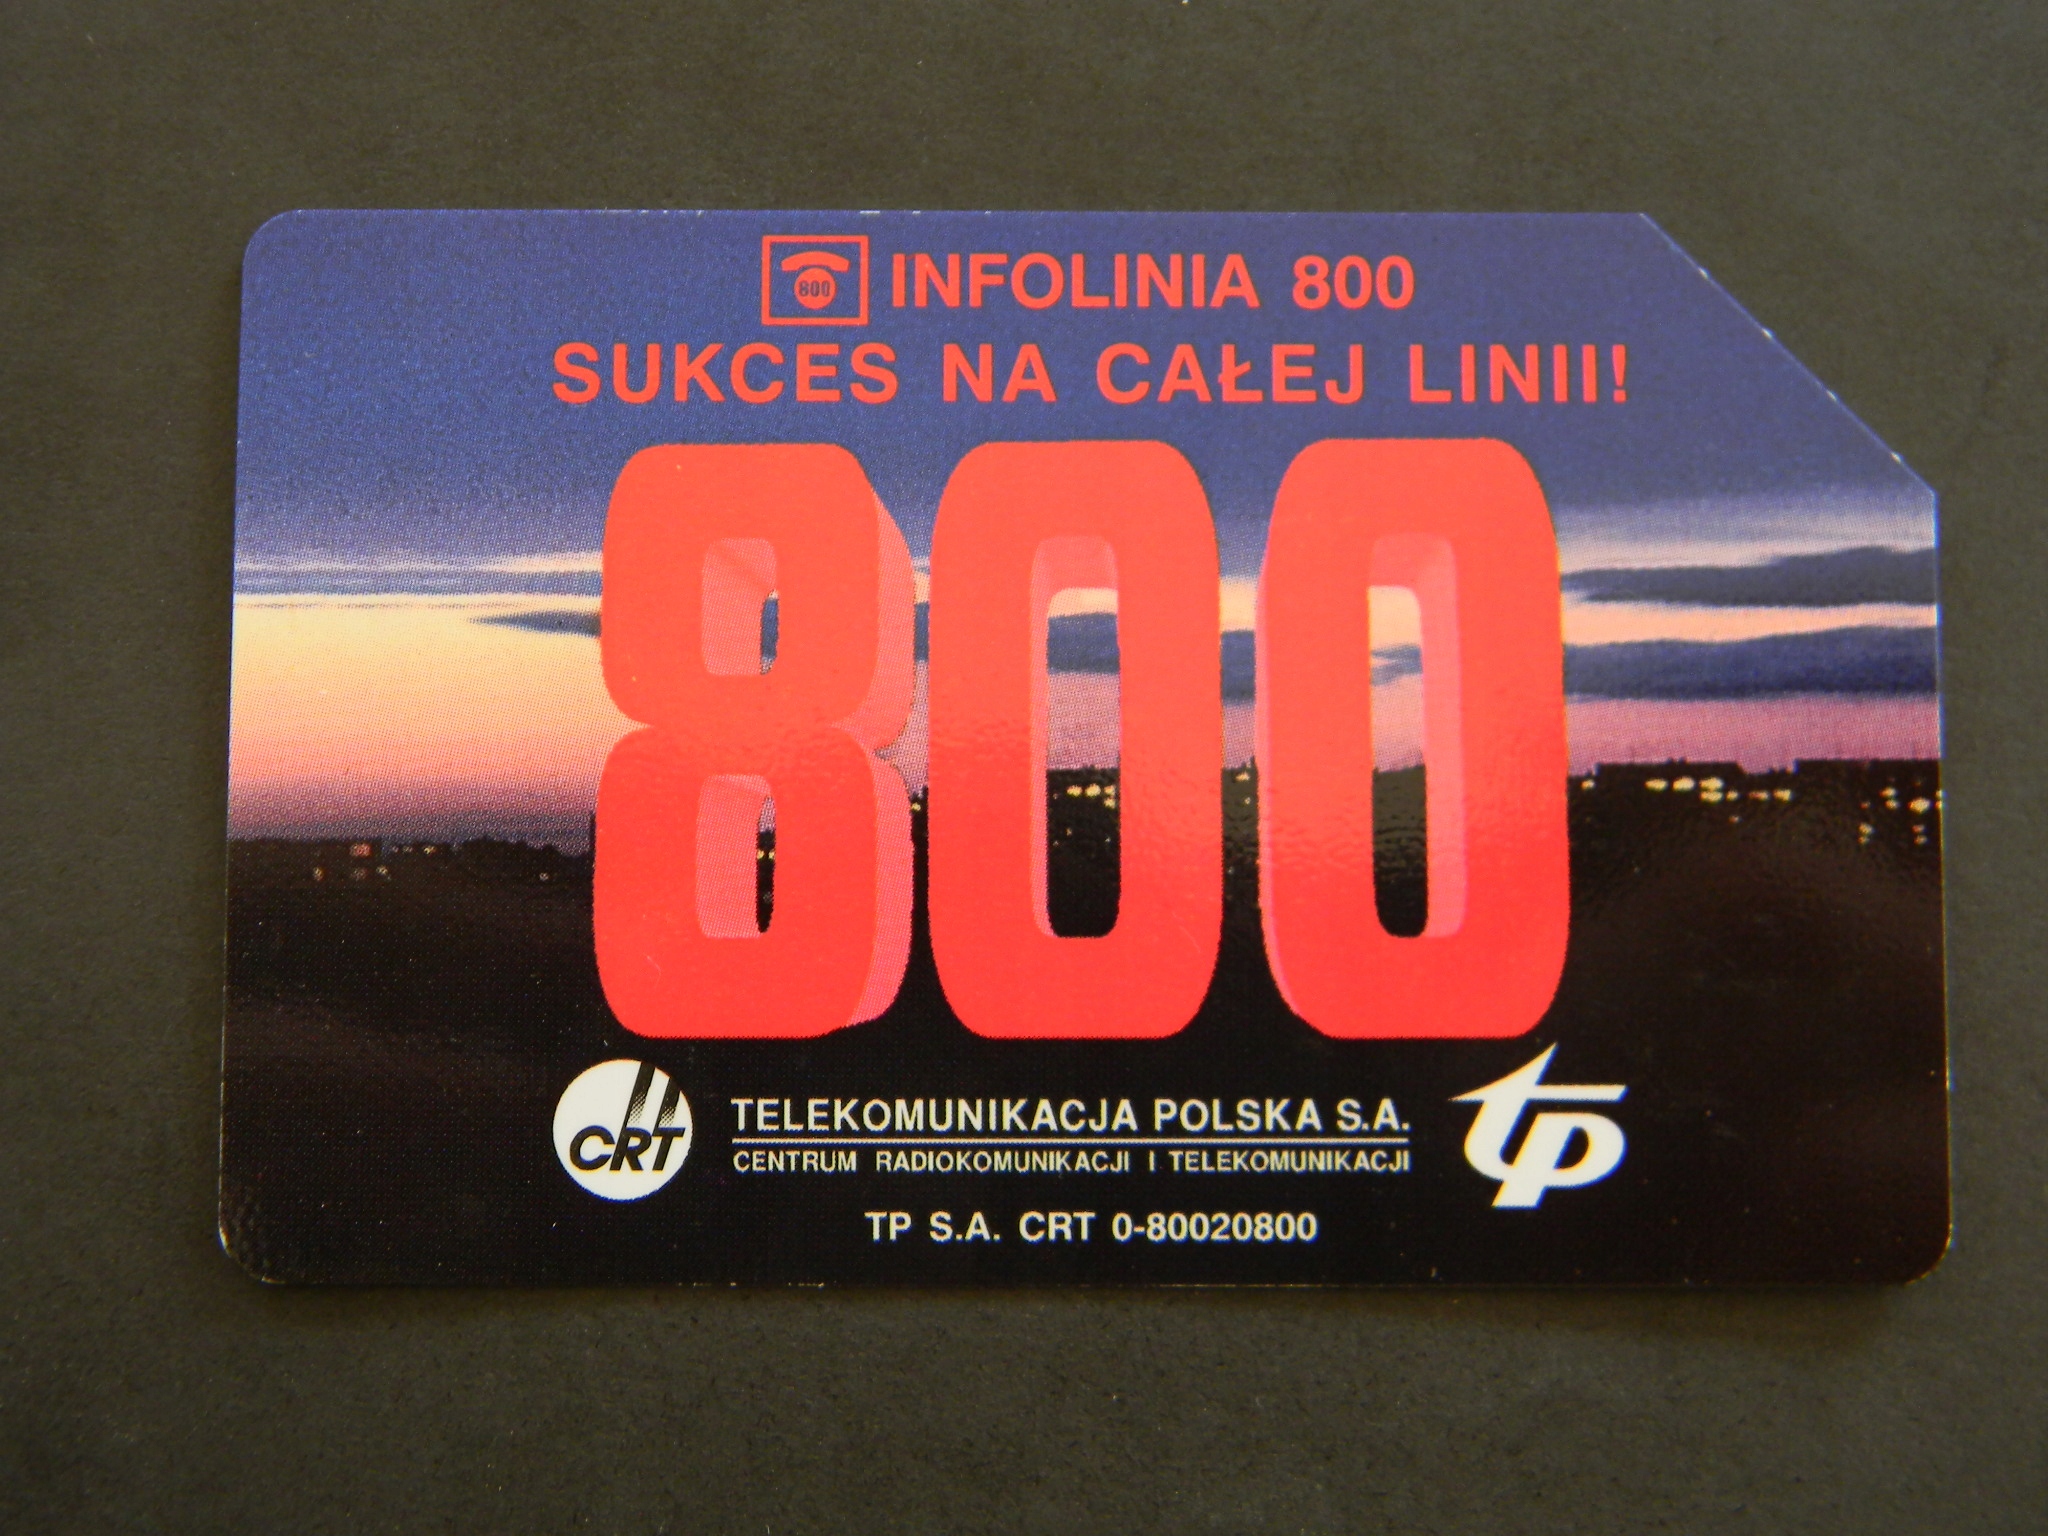 800 INFOLINIA 800
SUKCES NA CAŁEJ LINII!
800
CRT
TELEKOMUNIKACJA POLSKA S.A.
CENTRUM RADIOKOMUNIKACJI I TELEKOMUNIKACJI
tp
TP S.A. CRT 0-80020800